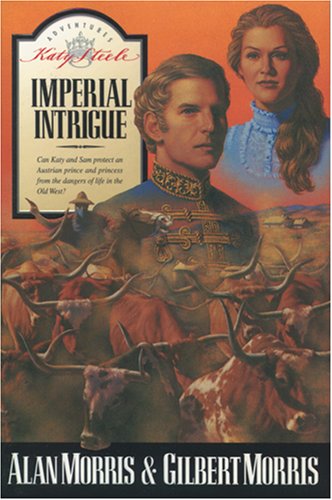 ADVENTURES
Katy Steele
IMPERIAL
INTRIGUE
Can Katy and Sam protect an
Austrian prince and princess
from the dangers of life in the
Old West?
ALAN MORRIS & GILBERT MORRIS